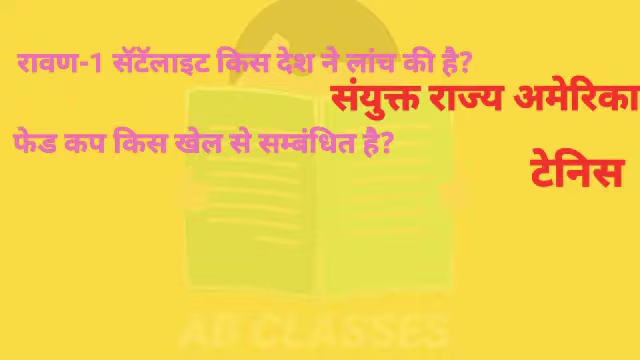 रावण-1 सॅटॅलाइट किस देश ने लांच की है?
संयुक्त राज्य अमेरिका
फेड कप किस खेल से सम्बंधित है?
टेनिस
AB CLASSES